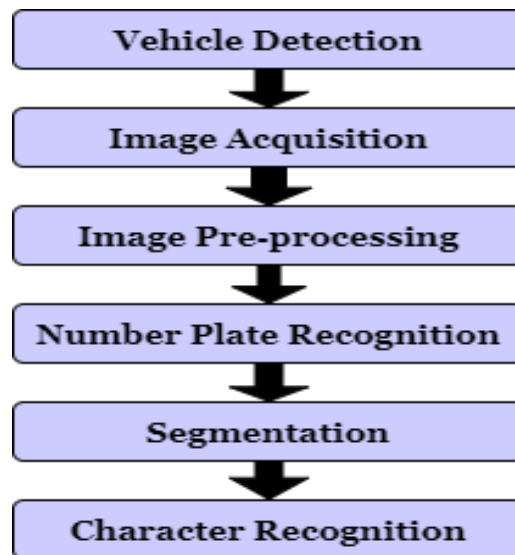 Vehicle Detection
Image Acquisition
Image Pre-processing
Number Plate Recognition
Segmentation
Character Recognition